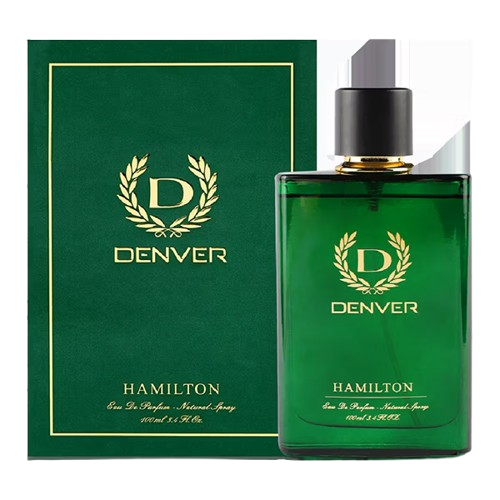 D
DENVER
HAMILTON
Eau De Parfum - Natural Spray
100ml 3.4 Fl. Oz.
D
DENVER
HAMILTON
Eau De Parfum - Natural Spray
100ml 3.4 Fl. Oz.